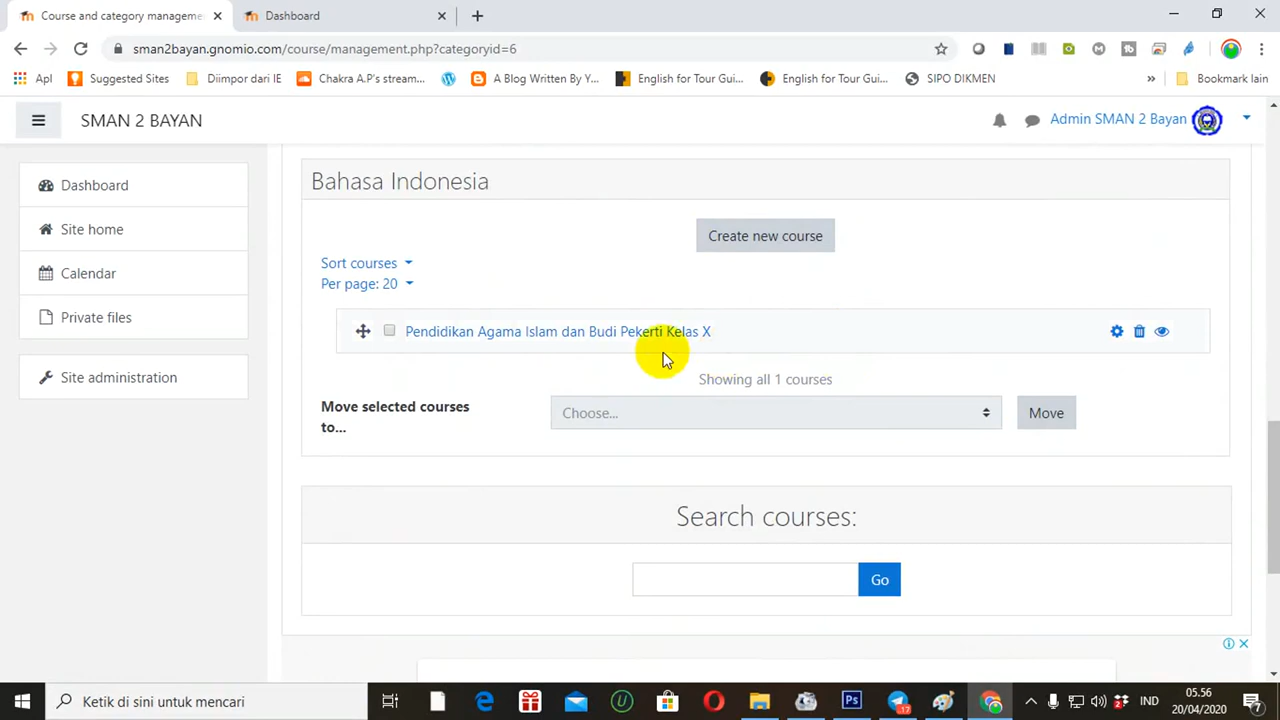 Course and category manageme
Dashboard
sman2bayan.gnomio.com/course/management.php?categoryid=6
Apl
Suggested Sites
Diimpor dari IE
Chakra A.P's stream...
A Blog Written By Y...
English for Tour Gui...
English for Tour Gui...
SIPO DIKMEN
»
Bookmark lain
SMAN 2 BAYAN
Admin SMAN 2 Bayan
Dashboard
Site home
Calendar
Private files
Site administration
Bahasa Indonesia
Create new course
Sort courses
Per page: 20
Pendidikan Agama Islam dan Budi Pekerti Kelas X
Showing all 1 courses
Move selected courses
to...
Choose...
Move
Search courses:
Go
Ketik di sini untuk mencari
17
IND
05.56
20/04/2020
7